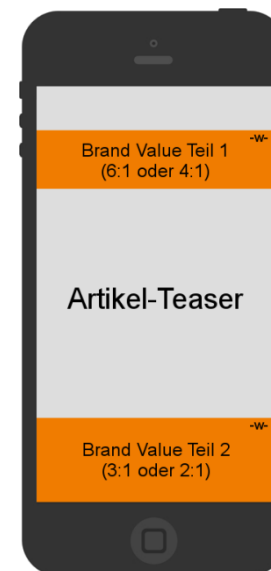 -w-
Brand Value Teil 1
(6:1 oder 4:1)
Artikel-Teaser
-w-
Brand Value Teil 2
(3:1 oder 2:1)